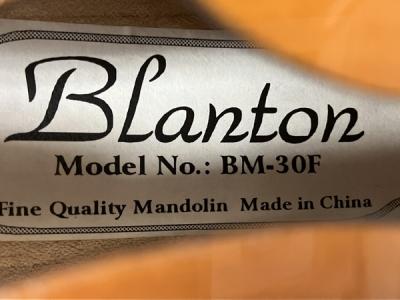 Blanton
Model No.: BM-30F
Fine Quality Mandolin Made in China